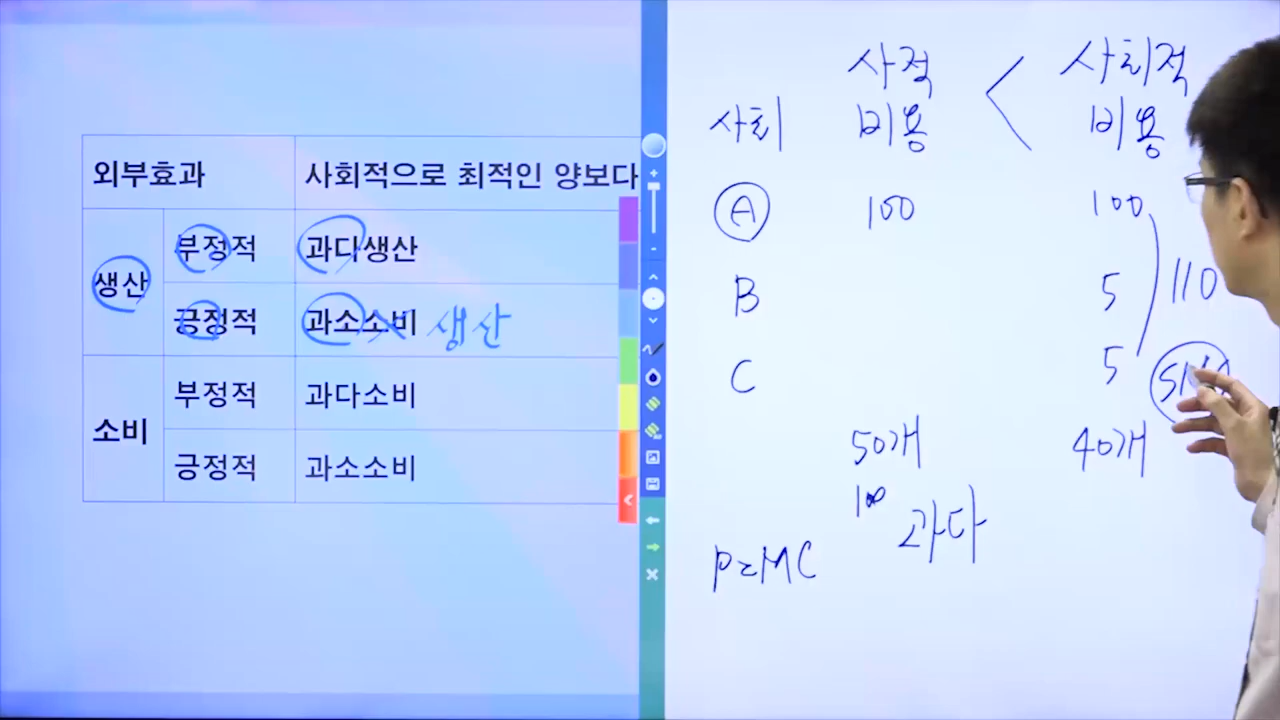 외부효과 사회적으로 최적인 양보다
생산 부정적 과다생산
긍정적 과소소비 생산
소비 부정적 과다소비
긍정적 과소소비
사적 < 사회적
사회 비용 비용
A 100 100
B 5 110
C 5
50개 40개
100 과다
P=MC